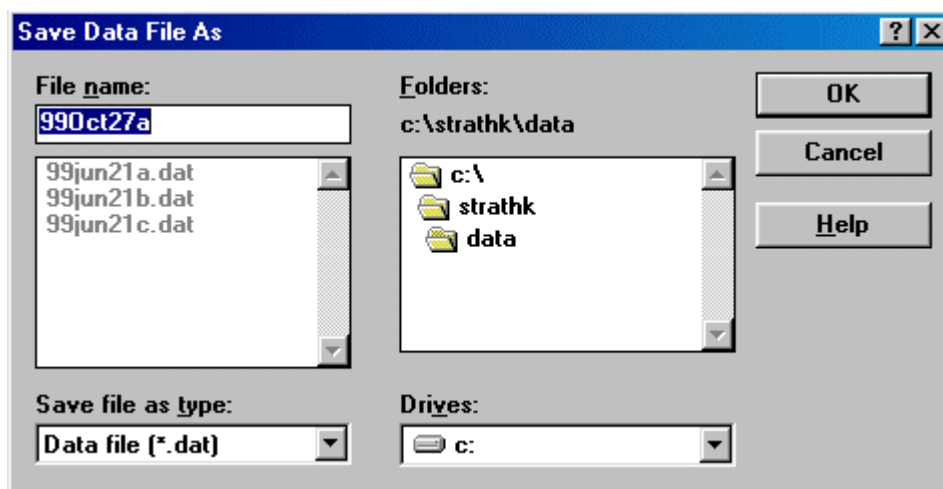 Save Data File As
File name:
99Oct27a
99jun21a.dat
99jun21b.dat
99jun21c.dat
Save file as type:
Data file (*.dat)
Folders:
c:\strathk\data
c:\
strathk
data
Drives:
c:
OK
Cancel
Help